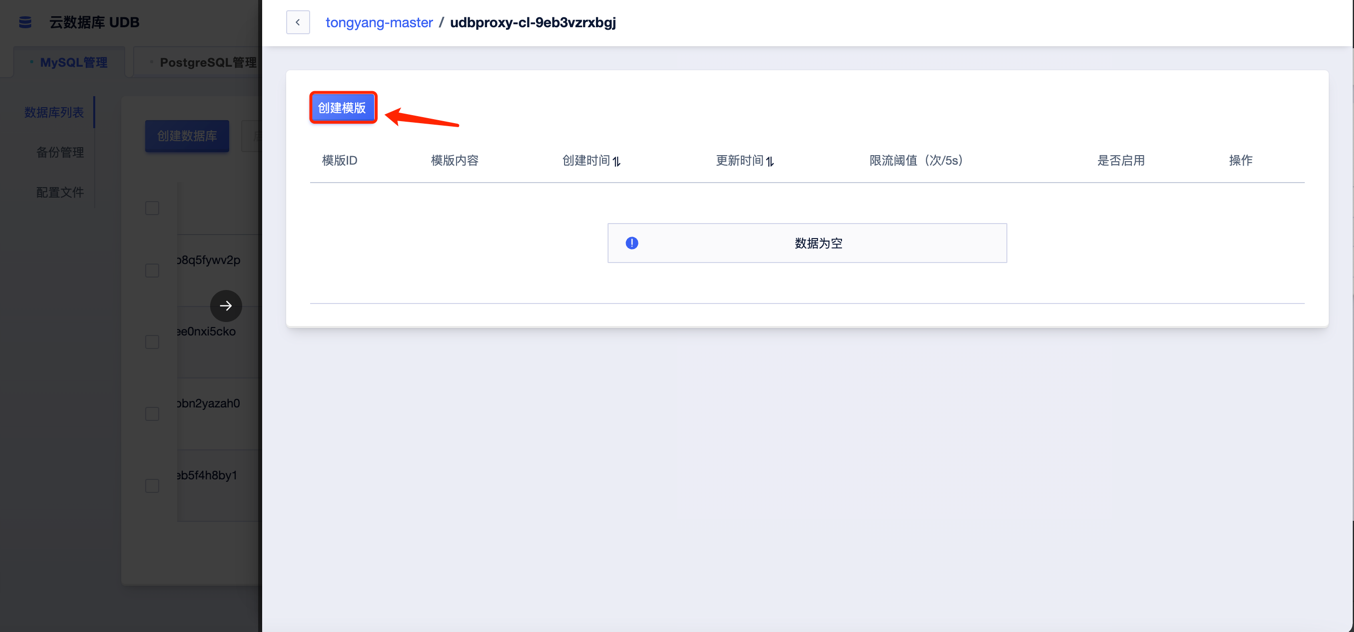 云数据库 UDB
MySQL管理
PostgreSQL管理
数据库列表
备份管理
配置文件
创建数据库
o8q5fywv2p
ee0nxi5cko
obn2yazah0
eb5f4h8by1
tongyang-master / udbproxy-cl-9eb3vzrxbgj
创建模版
模版ID 模版内容 创建时间 更新时间 限流阈值（次/5s） 是否启用 操作
数据为空